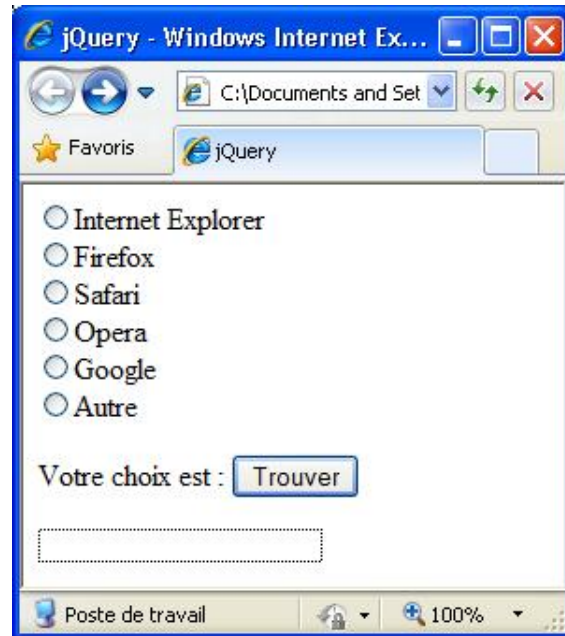 jQuery - Windows Internet Ex...
C:\Documents and Set
Favoris
jQuery
Internet Explorer
Firefox
Safari
Opera
Google
Autre
Votre choix est : Trouver
Poste de travail 100%